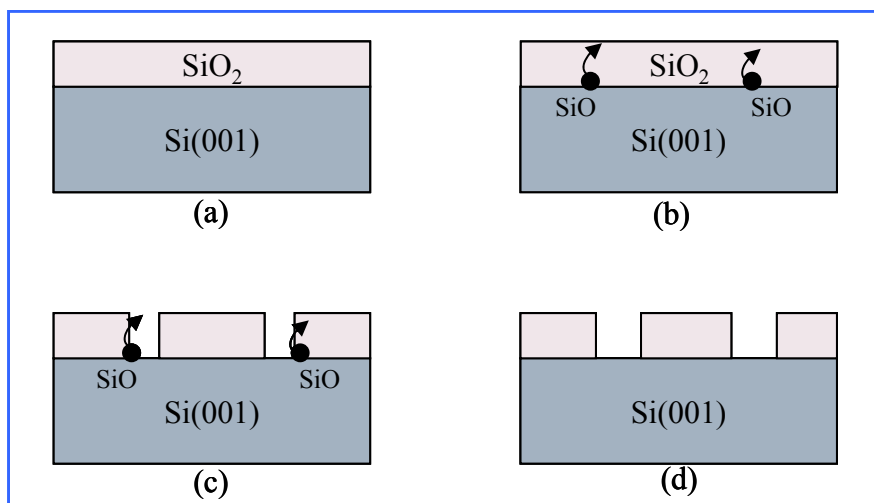 SiO₂
Si(001)
(a)
SiO₂
SiO SiO
Si(001)
(b)
SiO SiO
Si(001)
(c)
Si(001)
(d)